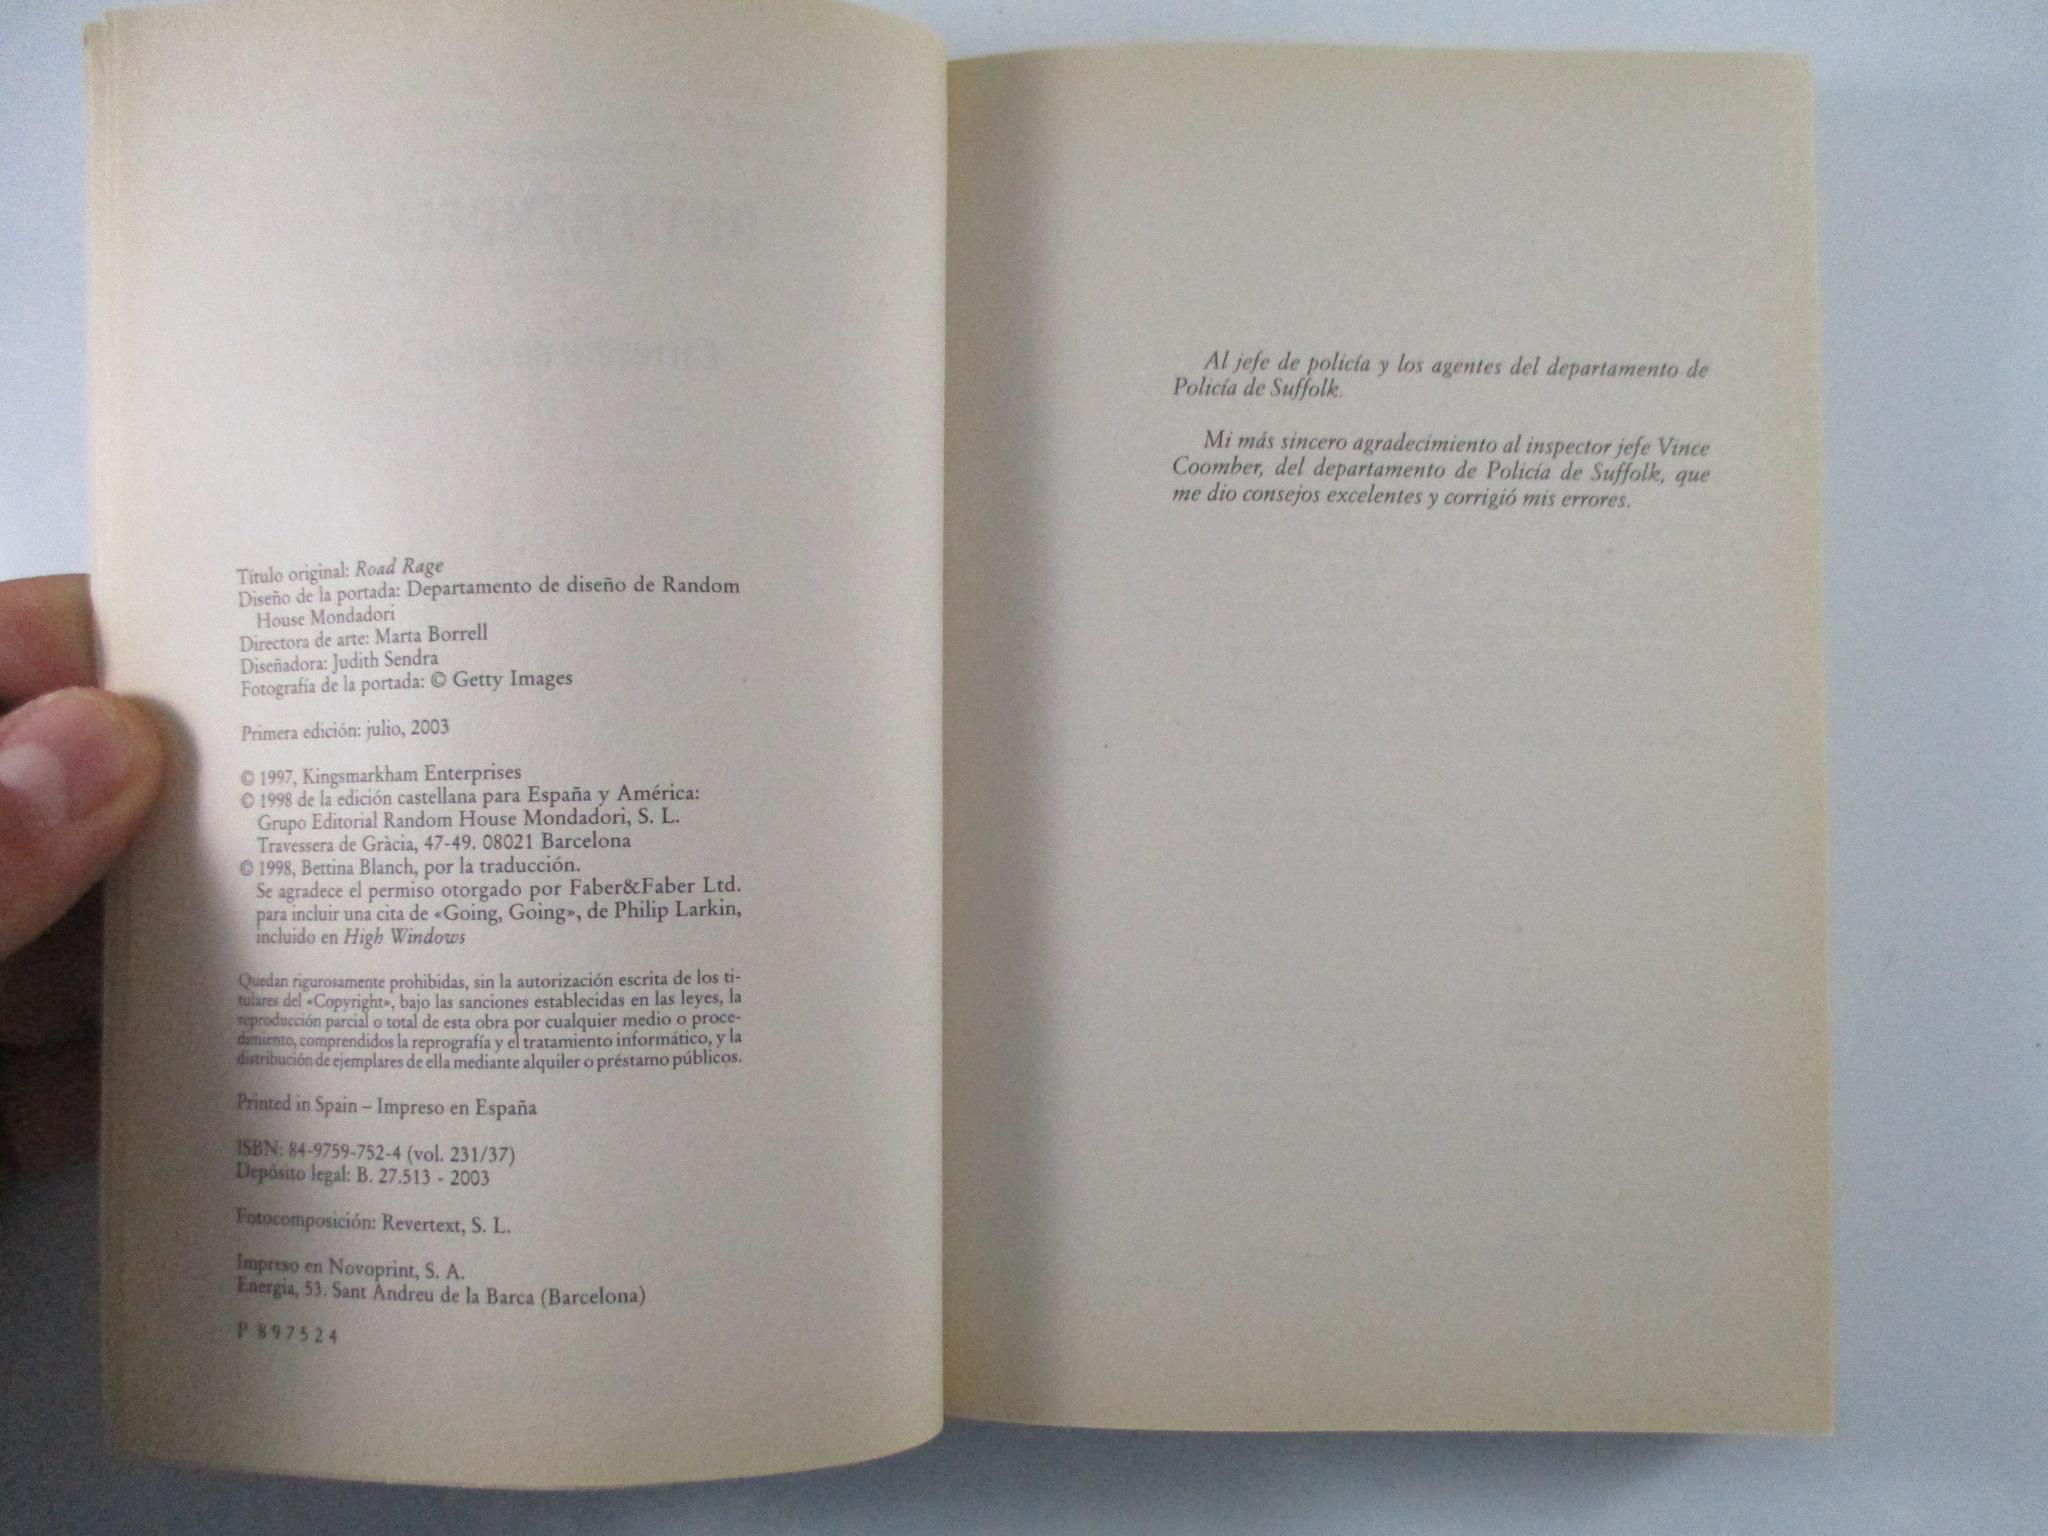 Título original: Road Rage
Diseño de la portada: Departamento de diseño de Random
House Mondadori
Directora de arte: Marta Borrell
Diseñadora: Judith Sendra
Fotografía de la portada: © Getty Images
Primera edición: julio, 2003
© 1997, Kingsmarkham Enterprises
© 1998 de la edición castellana para España y América:
Grupo Editorial Random House Mondadori, S. L.
Travessera de Gràcia, 47-49. 08021 Barcelona
© 1998, Bettina Blanch, por la traducción.
Se agradece el permiso otorgado por Faber&Faber Ltd.
para incluir una cita de «Going, Going», de Philip Larkin,
incluido en High Windows
Quedan rigurosamente prohibidas, sin la autorización escrita de los ti-
tulares del «Copyright», bajo las sanciones establecidas en las leyes, la
reproducción parcial o total de esta obra por cualquier medio o proce-
dimiento, comprendidos la reprografía y el tratamiento informático, y la
distribución de ejemplares de ella mediante alquiler o préstamo públicos.
Printed in Spain – Impreso en España
ISBN: 84-9759-752-4 (vol. 231/37)
Depósito legal: B. 27.513 - 2003
Fotocomposición: Revertext, S. L.
Impreso en Novoprint, S. A.
Energía, 53. Sant Andreu de la Barca (Barcelona)
P 897524
Al jefe de policía y los agentes del departamento de
Policía de Suffolk.
Mi más sincero agradecimiento al inspector jefe Vince
Coomber, del departamento de Policía de Suffolk, que
me dio consejos excelentes y corrigió mis errores.